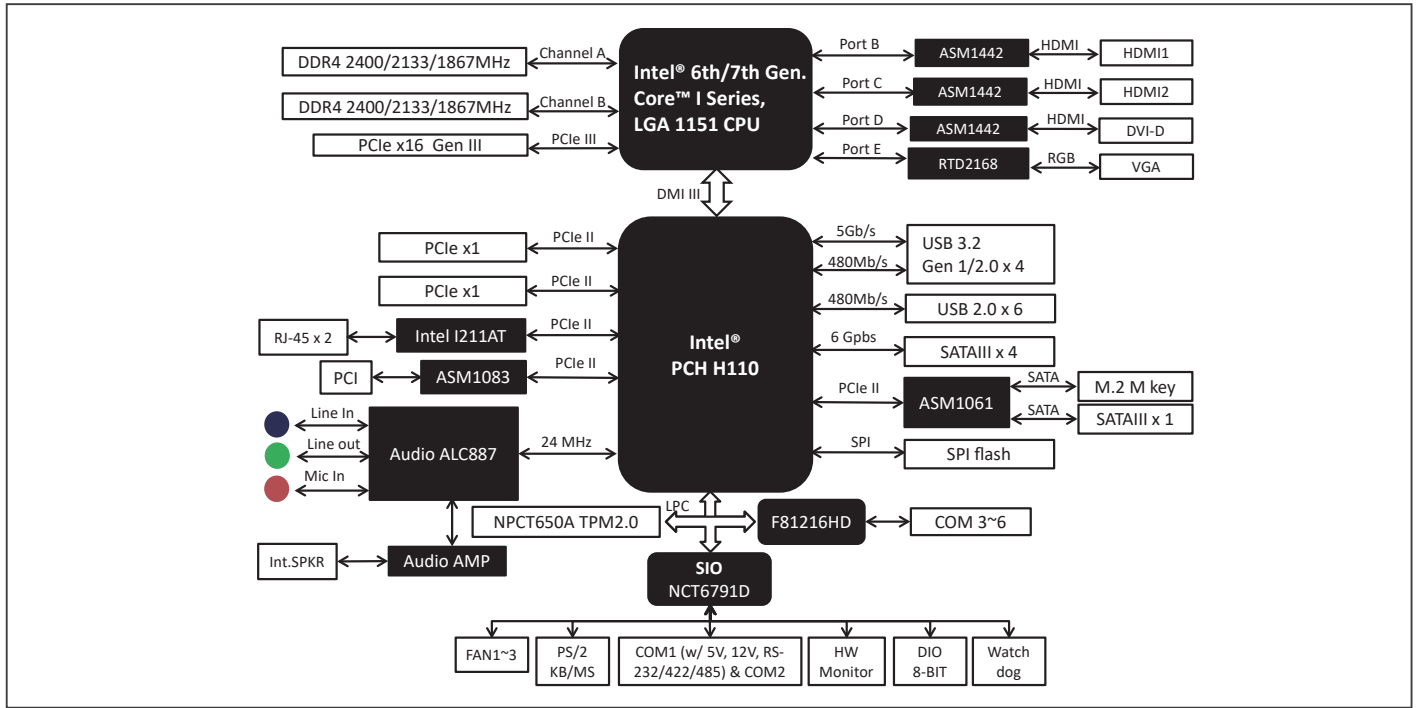 DDR4 2400/2133/1867MHz
Channel A
DDR4 2400/2133/1867MHz
Channel B
PCIe x16  Gen III
PCIe III
Intel® 6th/7th Gen.
Core™ I Series,
LGA 1151 CPU
Port B
ASM1442
HDMI
HDMI1
Port C
ASM1442
HDMI
HDMI2
Port D
ASM1442
HDMI
DVI-D
Port E
RTD2168
RGB
VGA
DMI III
PCIe x1
PCIe II
PCIe x1
PCIe II
RJ-45 x 2
Intel I211AT
PCIe II
PCI
ASM1083
PCIe II
Line In
Line out
Mic In
Audio ALC887
24 MHz
Int.SPKR
Audio AMP
Intel®
PCH H110
5Gb/s
480Mb/s
USB 3.2
Gen 1/2.0 x 4
480Mb/s
USB 2.0 x 6
6 Gpbs
SATAIII x 4
PCIe II
ASM1061
SATA
M.2 M key
SATA
SATAIII x 1
SPI
SPI flash
LPC
NPCT650A TPM2.0
F81216HD
COM 3~6
SIO
NCT6791D
FAN1~3
PS/2
KB/MS
COM1 (w/ 5V, 12V, RS-
232/422/485) & COM2
HW
Monitor
DIO
8-BIT
Watch
dog